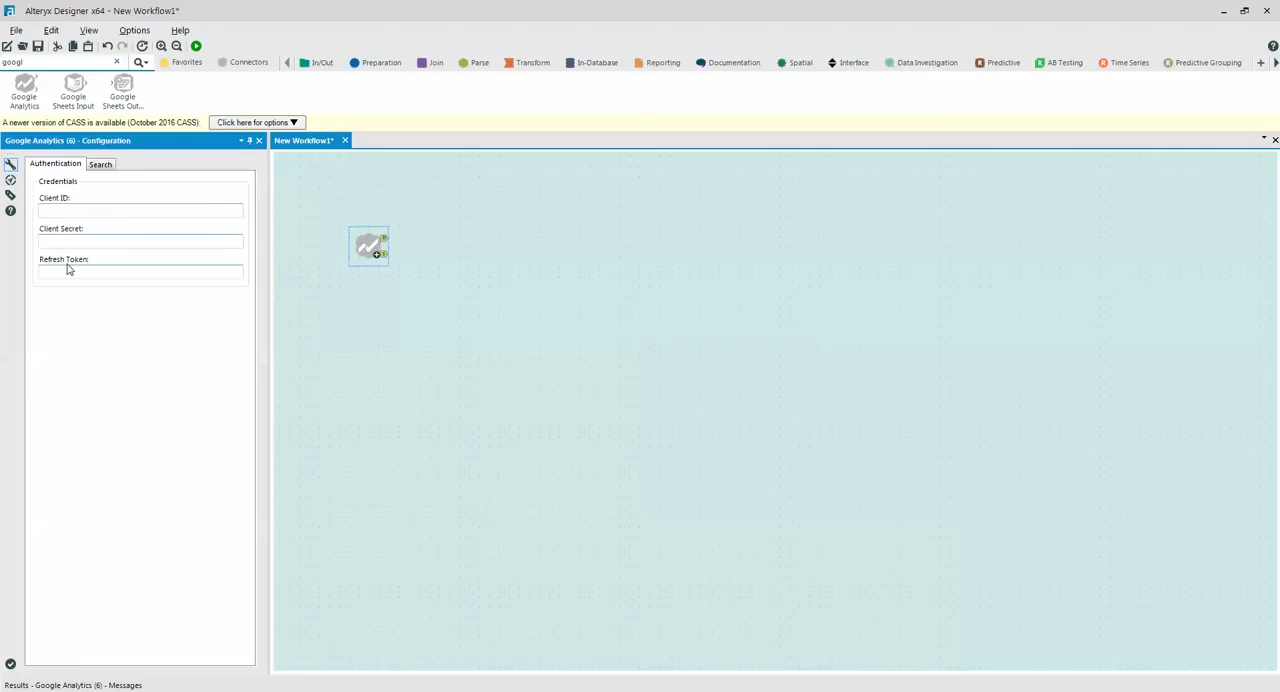 Alteryx Designer x64 - New Workflow1*
File Edit View Options Help
googl
Favorites Connectors In/Out Preparation Join Parse Transform In-Database Reporting Documentation Spatial Interface Data Investigation Predictive AB Testing Time Series Predictive Grouping
Google Analytics
Google Sheets Input
Google Sheets Out...
A newer version of CASS is available (October 2016 CASS): Click here for options
Google Analytics (6) - Configuration
New Workflow1*
Authentication Search
Credentials
Client ID:
Client Secret:
Refresh Token:
Results - Google Analytics (6) - Messages